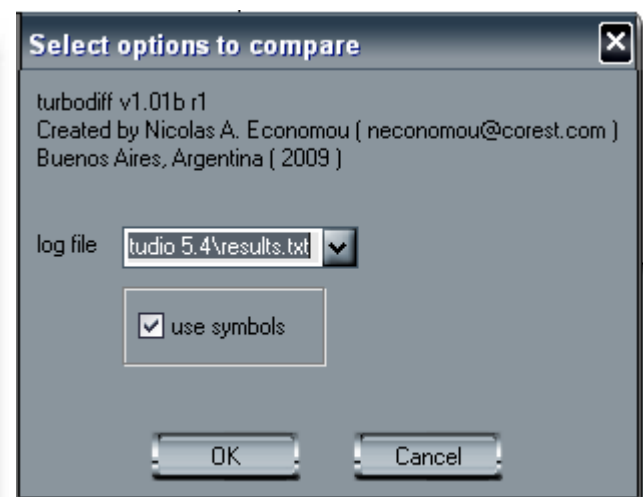 Select options to compare
turbodiff v1.01b r1
Created by Nicolas A. Economou ( neconomou@corest.com )
Buenos Aires, Argentina ( 2009 )
log file tudio 5.4\results.txt
use symbols
OK Cancel